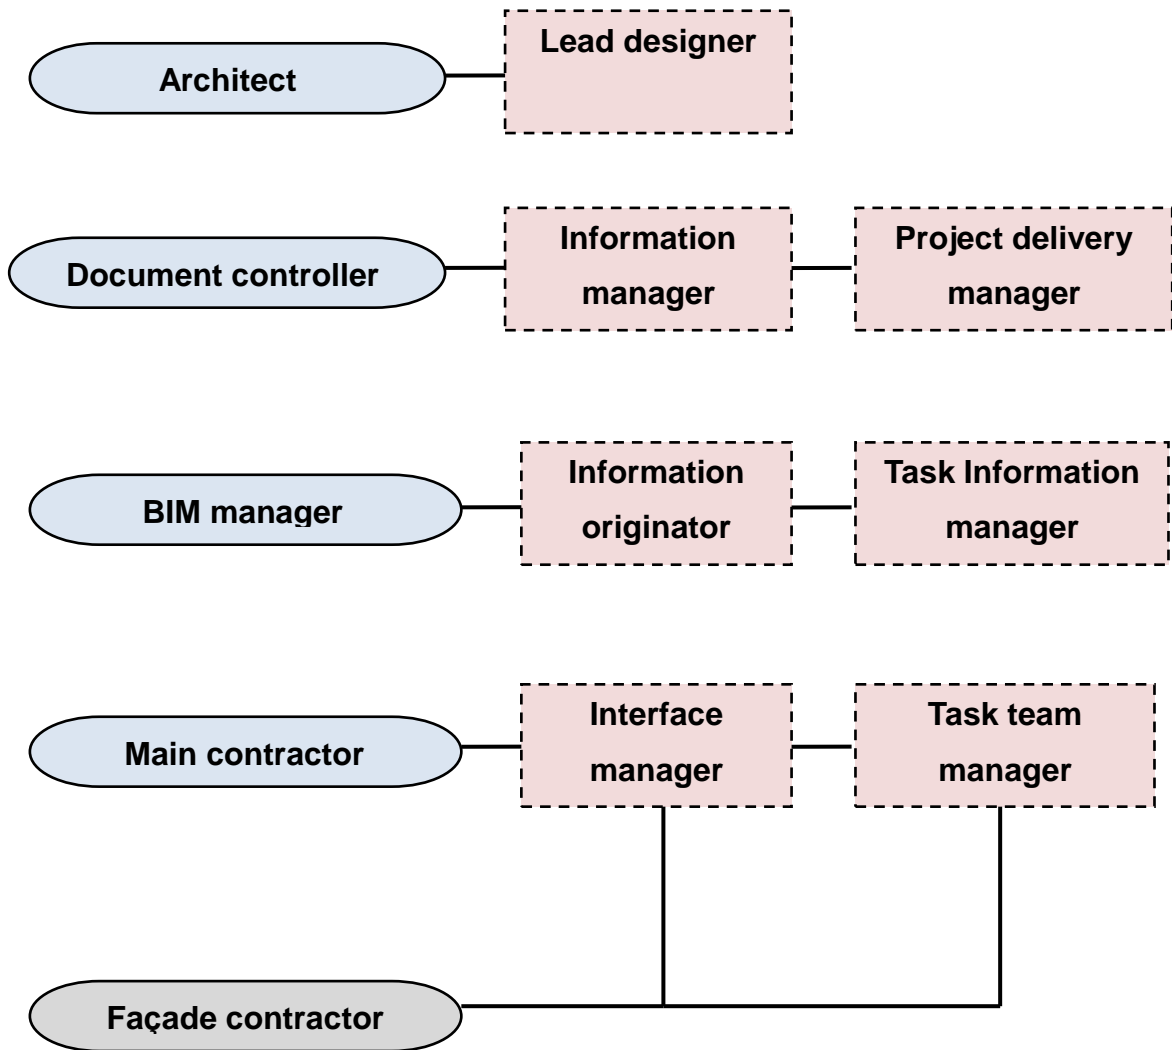 Lead designer
Architect
Information
manager
Project delivery
manager
Document controller
Information
originator
Task Information
manager
BIM manager
Interface
manager
Task team
manager
Main contractor
Façade contractor